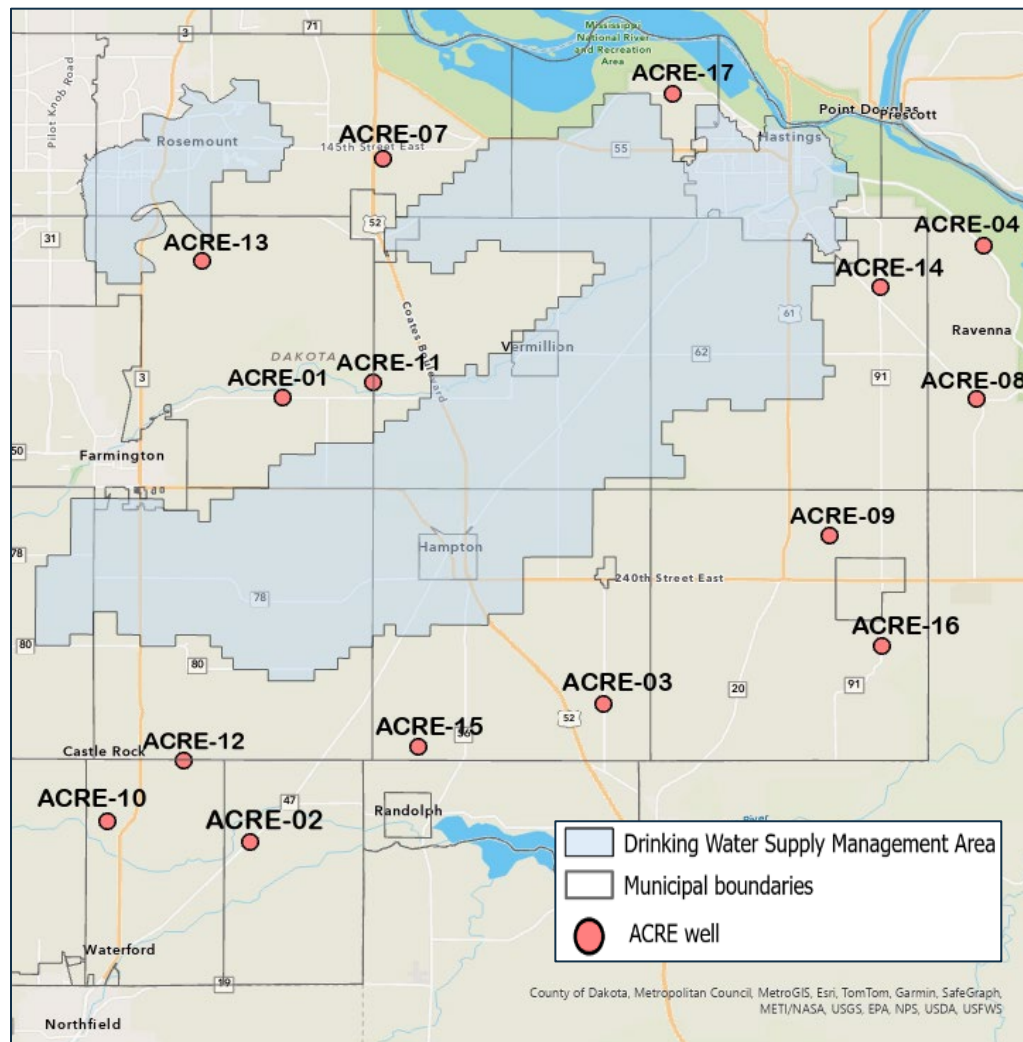 3
71
Mississippi
National River
and Recreation
Area
Pilot Knob Road
ACRE-17
Point Douglas
Prescott
ACRE-07
Rosemount
145th Street East
55
Hastings
52
31
ACRE-13
ACRE-04
ACRE-14
Coates Boulevard
61
Ravenna
Vermillion
62
DAKOTA
ACRE-11
3
ACRE-01
91
ACRE-08
50
Farmington
ACRE-09
78
Hampton
240th Street East
78
80
80
ACRE-16
ACRE-03
20
91
52
ACRE-15
56
Castle Rock
ACRE-12
ACRE-10
47
ACRE-02
Randolph
River
Drinking Water Supply Management Area
Municipal boundaries
ACRE well
Waterford
19
Northfield
County of Dakota, Metropolitan Council, MetroGIS, Esri, TomTom, Garmin, SafeGraph,
METI/NASA, USGS, EPA, NPS, USDA, USFWS